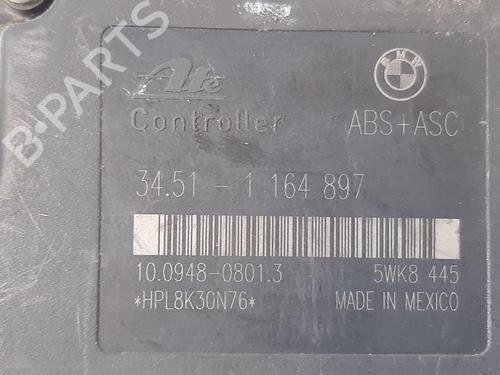 B-PARTS
Ate
BMW
Controller ABS+ASC
34.51 - 1 164 897
10.0948-0801.3 5WK8 445
*HPL8K30N76* MADE IN MEXICO